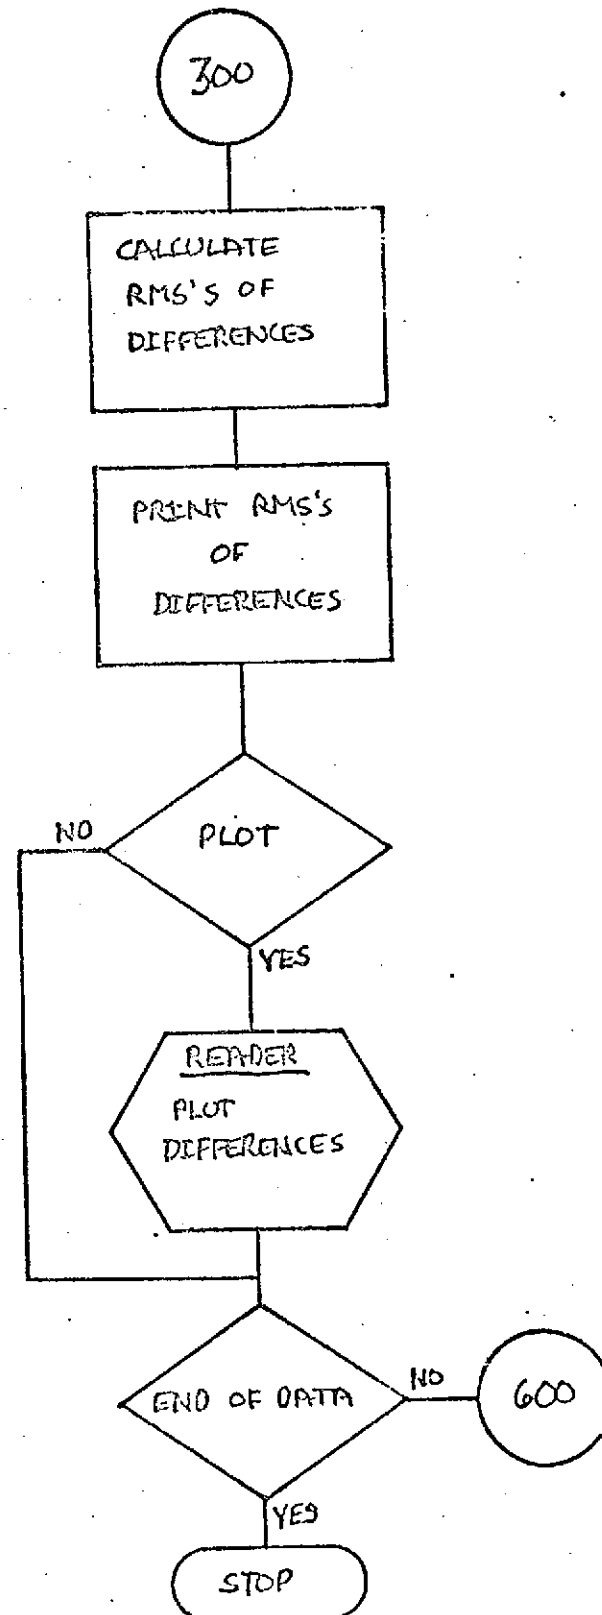 300
CALCULATE
RMS'S OF
DIFFERENCES
PRINT RMS'S
OF
DIFFERENCES
NO
PLOT
YES
READER
PLOT
DIFFERENCES
END OF DATA
NO
600
YES
STOP